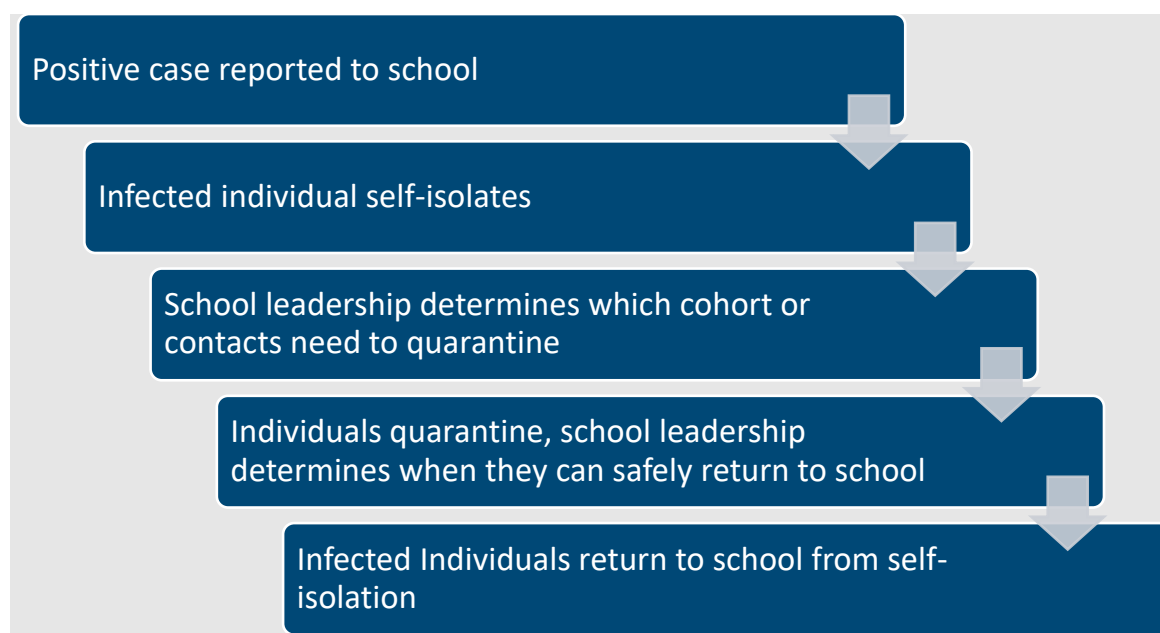 Positive case reported to school
Infected individual self-isolates
School leadership determines which cohort or
contacts need to quarantine
Individuals quarantine, school leadership
determines when they can safely return to school
Infected Individuals return to school from self-
isolation